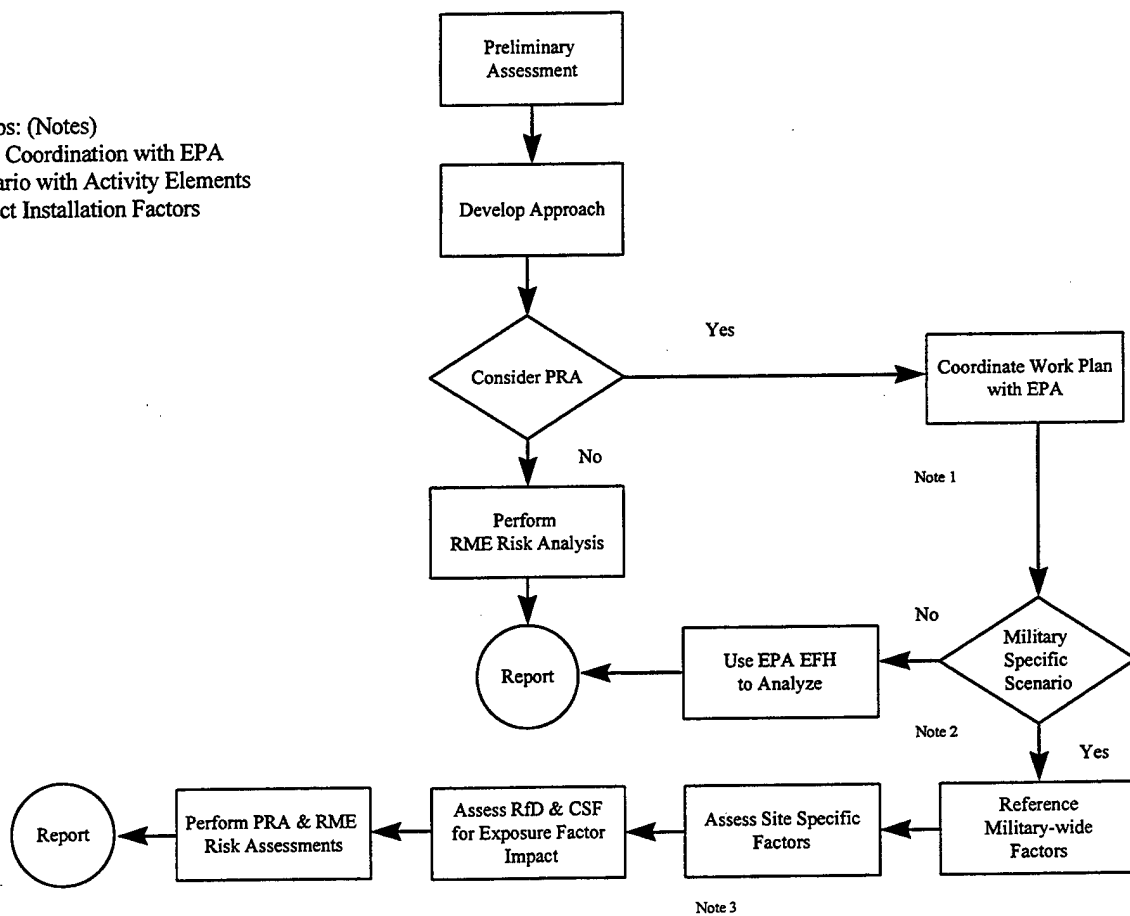 Preliminary
Assessment
(Notes)
Coordination with EPA
with Activity Elements
Installation Factors
Develop Approach
Consider PRA
Yes
Coordinate Work Plan
with EPA
No
Note 1
Perform
RME Risk Analysis
No
Military
Specific
Scenario
Use EPA EFH
to Analyze
Report
Note 2
Yes
Reference
Military-wide
Factors
Assess Site Specific
Factors
Assess RfD & CSF
for Exposure Factor
Impact
Perform PRA & RME
Risk Assessments
Report
Note 3